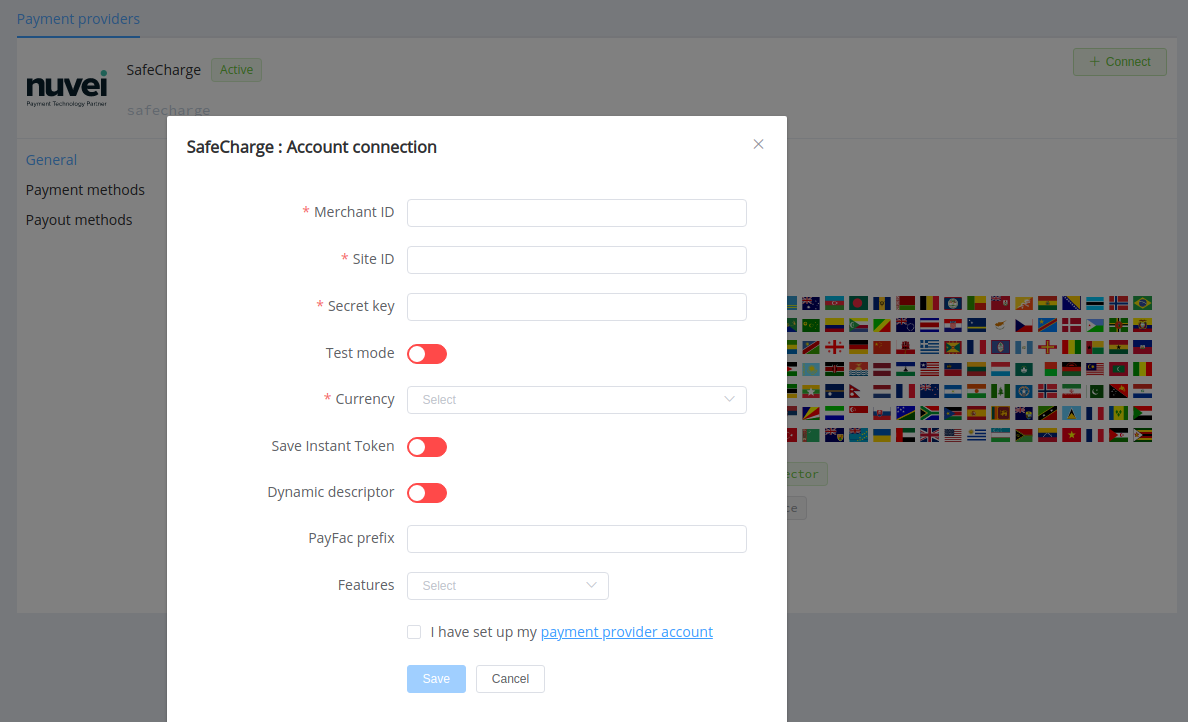 Payment providers
nuvei
Payment Technology Partner
SafeCharge Active
+ Connect
safecharge
SafeCharge : Account connection
General
Payment methods
Payout methods
* Merchant ID
* Site ID
* Secret key
Test mode
* Currency Select
Save Instant Token
Dynamic descriptor
ector
ce
PayFac prefix
Features Select
I have set up my payment provider account
Save Cancel